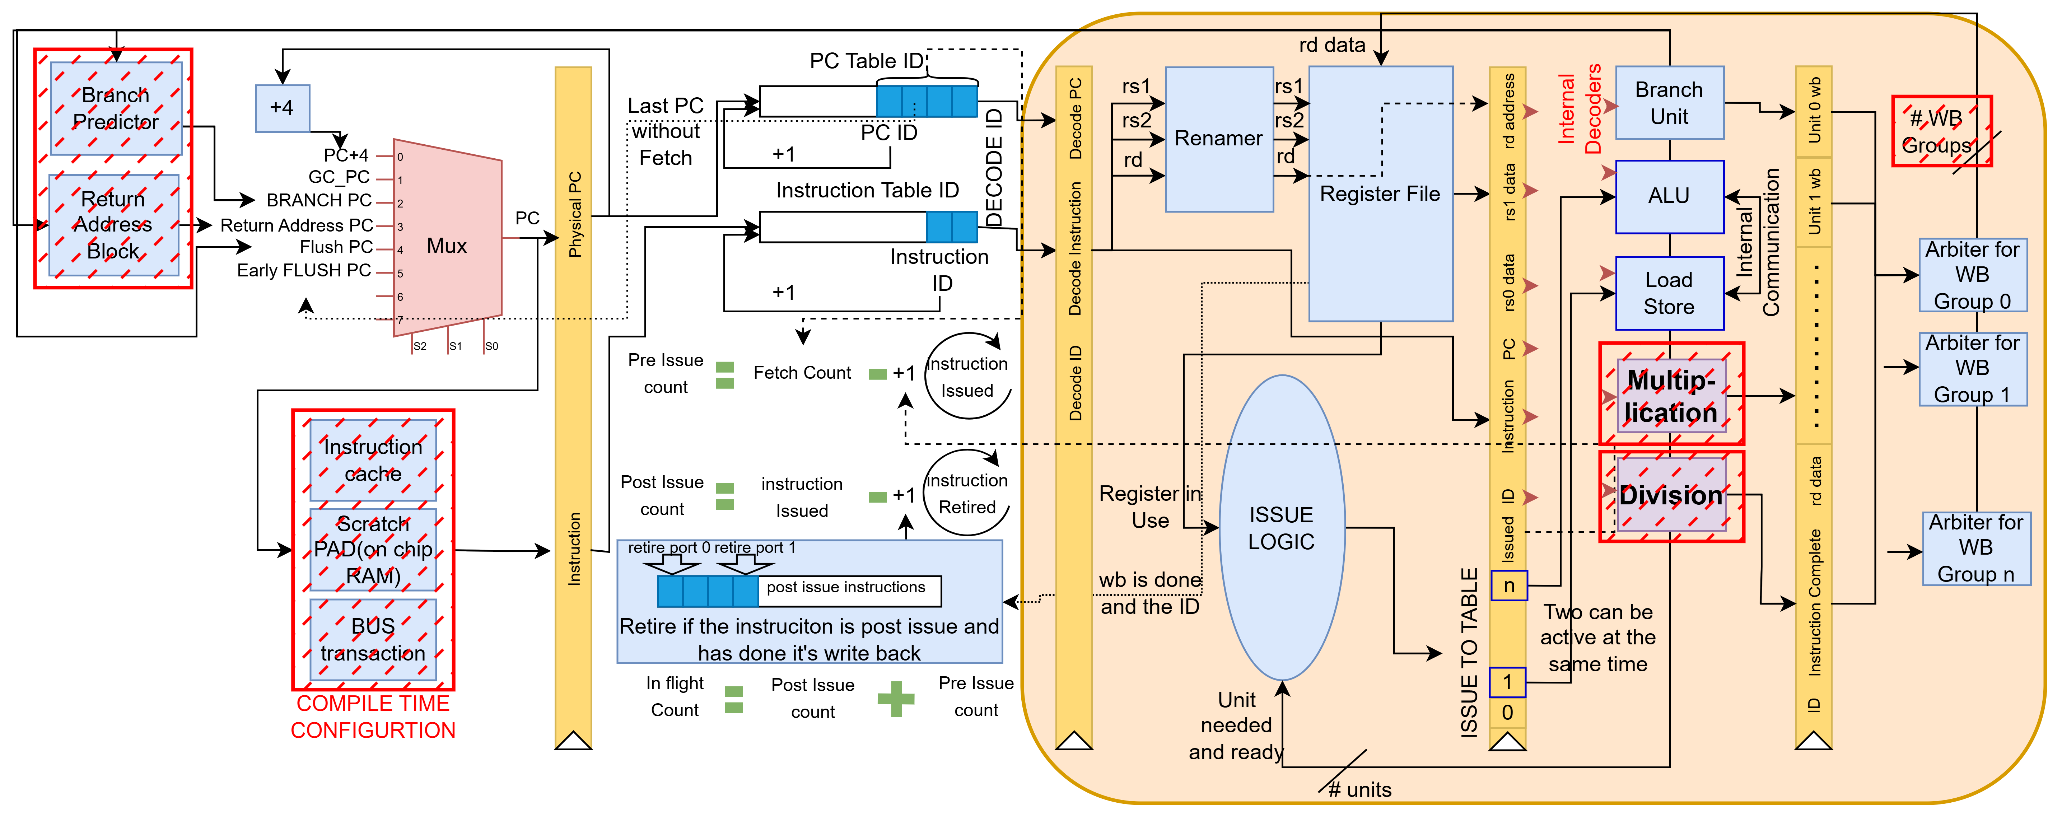 Branch
Predictor
Return
Address
Block
+4
PC+4
GC_PC
BRANCH PC
Return Address PC
Flush PC
Early FLUSH PC
0
1
2
3
4
5
6
7
Mux
S2
S1
S0
PC
Instruction
cache
Scratch
PAD(on chip
RAM)
BUS
transaction
COMPILE TIME
CONFIGURTION
Physical PC
Instruction
Last PC
without
Fetch
PC Table ID
PC ID
+1
Instruction Table ID
Instruction
ID
+1
DECODE ID
Pre Issue
count
Fetch Count
+1
instruction
Issued
Post Issue
count
instruction
Issued
+1
instruction
Retired
retire port 0
retire port 1
post issue instructions
Retire if the instruciton is post issue and
has done it's write back
In flight
Count
Post Issue
count
Pre Issue
count
Decode PC
Decode Instruction
Decode ID
rs1
rs2
rd
Renamer
rs1
rs2
rd
rd data
Register File
Register in
Use
wb is done
and the ID
ISSUE
LOGIC
Unit
needed
and ready
# units
rd address
rs1 data
rs0 data
PC
Instruction
Issued ID
n
1
0
ISSUE TO TABLE
Internal
Decoders
Branch
Unit
ALU
Load
Store
Internal
Communication
Multip-
lication
Division
Two can be
active at the
same time
Unit 0 wb
Unit 1 wb
rd data
Instruction Complete
ID
# WB
Groups
Arbiter for
WB
Group 0
Arbiter for
WB
Group 1
Arbiter for
WB
Group n